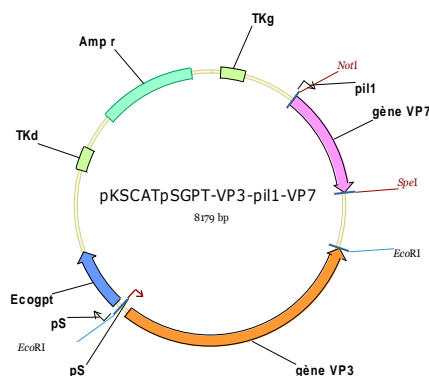 TKg
Amp r
NotI
pil1
gène VP7
TKd
pKSCATpSGPT-VP3-pil1-VP7
8179 bp
SpeI
EcoRI
Ecogpt
pS
EcoRI
pS
gène VP3